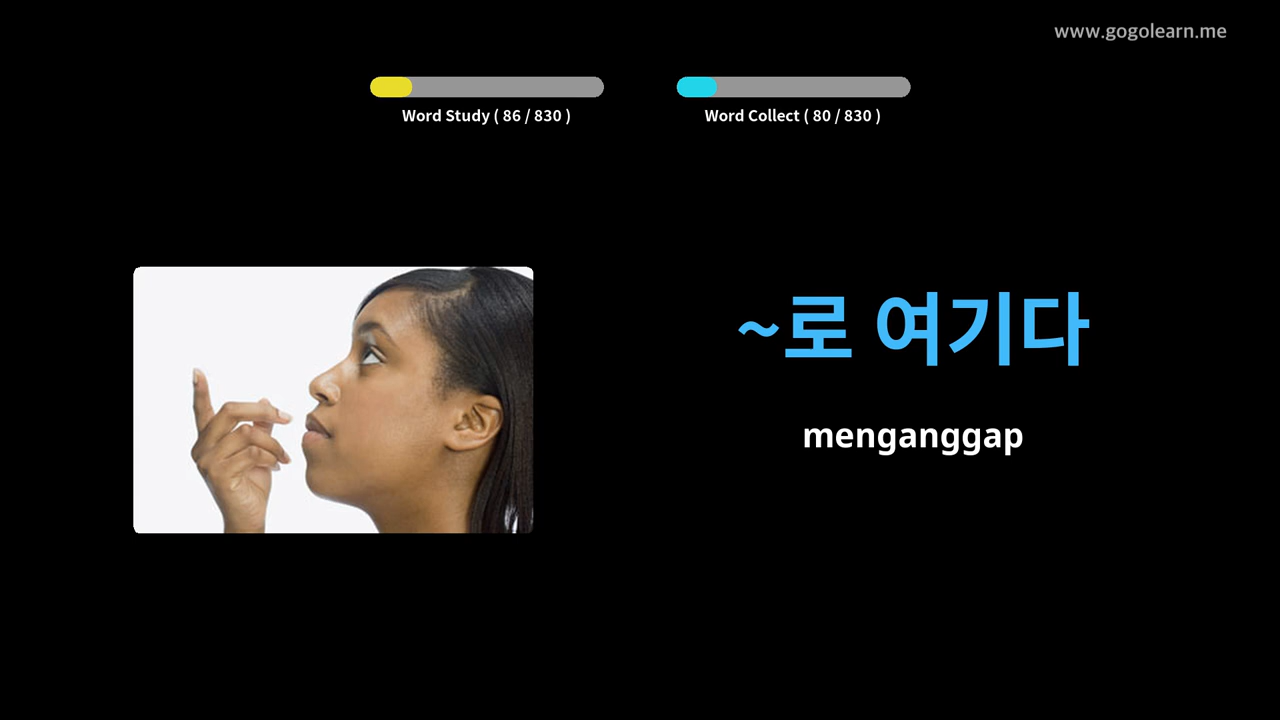 www.gogolearn.me
Word Study ( 86 / 830 )
Word Collect ( 80 / 830 )
~로 여기다
menganggap